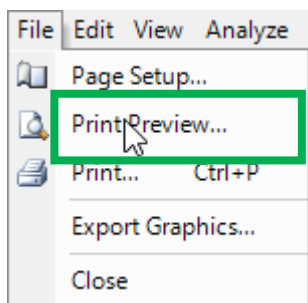 File Edit View Analyze
Page Setup...
Print Preview...
Print... Ctrl+P
Export Graphics...
Close